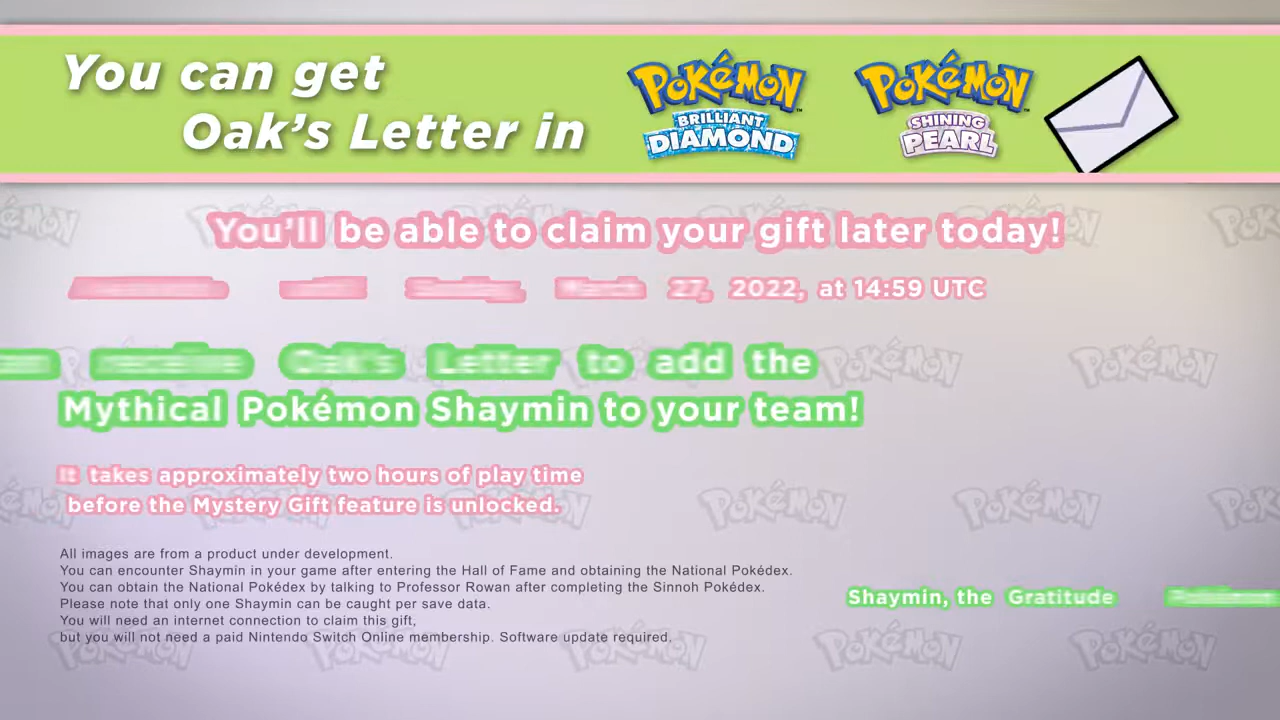 You can get
Oak's Letter in
POKÉMON
BRILLIANT
DIAMOND
POKÉMON
SHINING
PEARL
You'll be able to claim your gift later today!
27, 2022, at 14:59 UTC
receive Oak's Letter to add the
Mythical Pokémon Shaymin to your team!
It takes approximately two hours of play time
before the Mystery Gift feature is unlocked.
All images are from a product under development.
You can encounter Shaymin in your game after entering the Hall of Fame and obtaining the National Pokédex.
You can obtain the National Pokédex by talking to Professor Rowan after completing the Sinnoh Pokédex.
Please note that only one Shaymin can be caught per save data.
You will need an internet connection to claim this gift,
but you will not need a paid Nintendo Switch Online membership. Software update required.
Shaymin, the Gratitude